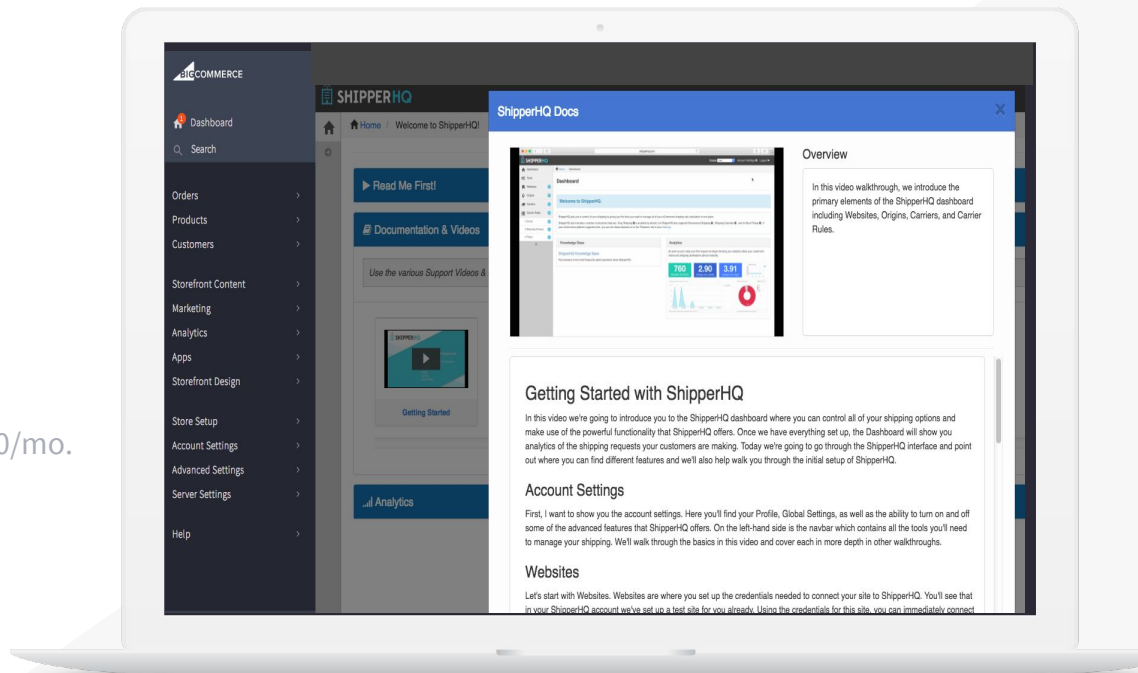 BIGCOMMERCE
1
Dashboard
Search
Orders
Products
Customers
Storefront Content
Marketing
Analytics
Apps
Storefront Design
Store Setup
Account Settings
Advanced Settings
Server Settings
Help
0/mo.
SHIPPERHQ
Home / Welcome to ShipperHQ!
Read Me First!
Documentation & Videos
Use the various Support Videos &
SHIPPERHQ
Getting Started
Analytics
ShipperHQ Docs
X
Dashboard
Welcome to ShipperHQ.
Knowledge Base
Analytics
760
2.90
3.91
Overview
In this video walkthrough, we introduce the
primary elements of the ShipperHQ dashboard
including Websites, Origins, Carriers, and Carrier
Rules.
Getting Started with ShipperHQ
In this video we're going to introduce you to the ShipperHQ dashboard where you can control all of your shipping options and
make use of the powerful functionality that ShipperHQ offers. Once we have everything set up, the Dashboard will show you
analytics of the shipping requests your customers are making. Today we're going to go through the ShipperHQ interface and point
out where you can find different features and we'll also help walk you through the initial setup of ShipperHQ.
Account Settings
First, I want to show you the account settings. Here you'll find your Profile, Global Settings, as well as the ability to turn on and off
some of the advanced features that ShipperHQ offers. On the left-hand side is the navbar which contains all the tools you'll need
to manage your shipping. We'll walk through the basics in this video and cover each in more depth in other walkthroughs.
Websites
Let's start with Websites. Websites are where you set up the credentials needed to connect your site to ShipperHQ. You'll see that
in your ShipperHQ account we've set up a test site for you already. Using the credentials for this site, you can immediately connect